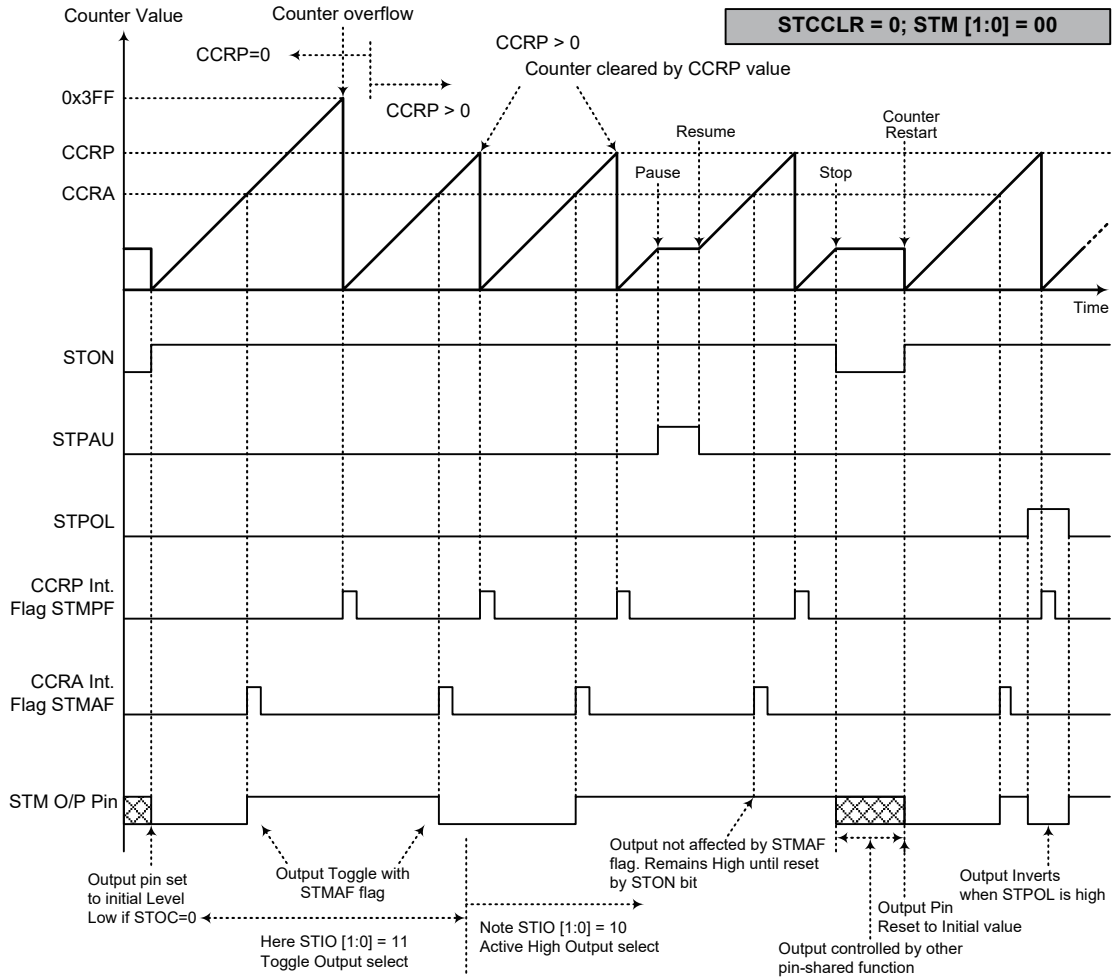 Counter Value
Counter overflow
STCCLR = 0; STM [1:0] = 00
CCRP=0
CCRP > 0
CCRP > 0
Counter cleared by CCRP value
0x3FF
CCRP
CCRA
Pause
Resume
Stop
Counter
Restart
Time
STON
STPAU
STPOL
CCRP Int.
Flag STMPF
CCRA Int.
Flag STMAF
STM O/P Pin
Output pin set
to initial Level
Low if STOC=0
Output Toggle with
STMAF flag
Here STIO [1:0] = 11
Toggle Output select
Note STIO [1:0] = 10
Active High Output select
Output not affected by STMAF
flag. Remains High until reset
by STON bit
Output controlled by other
pin-shared function
Output Pin
Reset to Initial value
Output Inverts
when STPOL is high